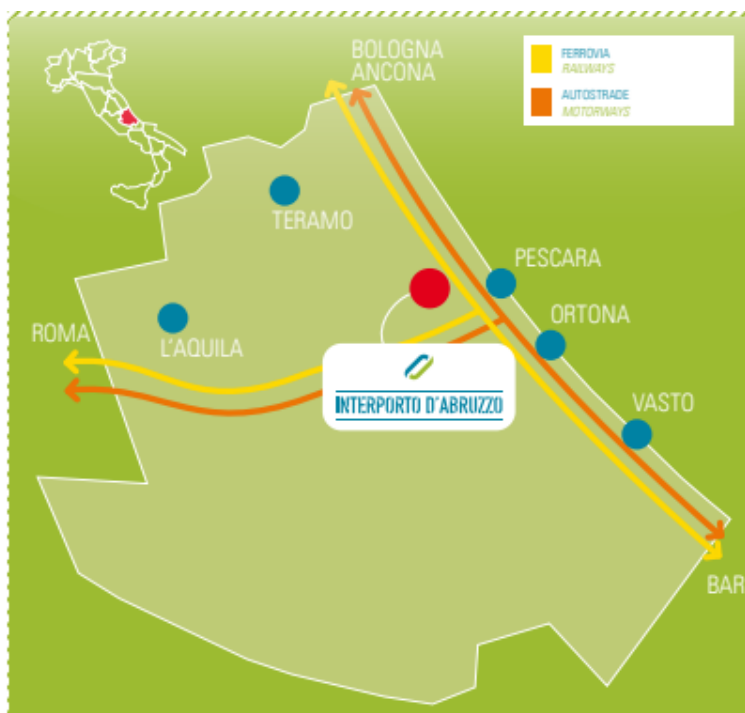 BOLOGNA
ANCONA
FERROVIA
RAILWAYS
AUTOSTRADE
MOTORWAYS
TERAMO
PESCARA
ORTONA
ROMA
L'AQUILA
INTERPORTO D'ABRUZZO
VASTO
BAR